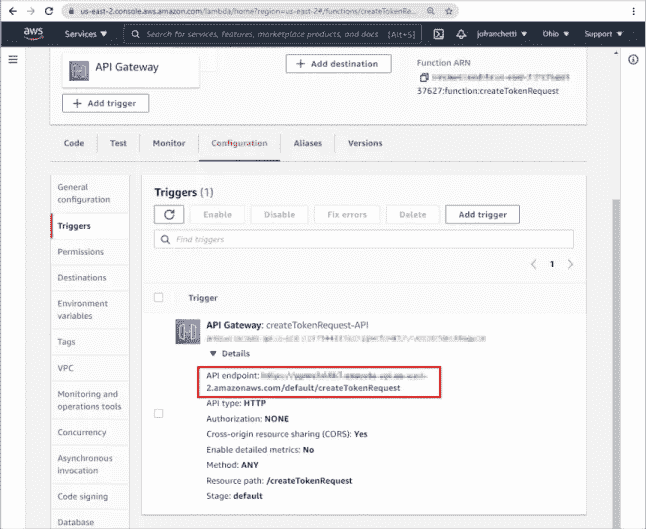 us-east-2.console.aws.amazon.com/lambda/home?region=us-east-2#/functions/createTokenRe...
aws Services Search for services, features, marketplace products, and docs [Alt+S] jofranchetti Ohio Support
API Gateway
+ Add destination
Function ARN
+ Add trigger
37627:function:createTokenRequest
Code Test Monitor Configuration Aliases Versions
General
configuration
Triggers
Permissions
Destinations
Environment
variables
Tags
VPC
Monitoring and
operations tools
Concurrency
Asynchronous
invocation
Code signing
Database
Triggers (1)
Enable Disable Fix errors Delete Add trigger
Find triggers
1
Trigger
API Gateway: createTokenRequest-API
Details
API endpoint:
2.amazonaws.com/default/createTokenRequest
API type: HTTP
Authorization: NONE
Cross-origin resource sharing (CORS): Yes
Enable detailed metrics: No
Method: ANY
Resource path: /createTokenRequest
Stage: default